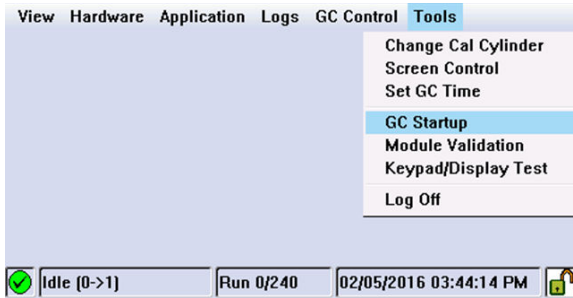 View Hardware Application Logs GC Control Tools
Change Cal Cylinder
Screen Control
Set GC Time
GC Startup
Module Validation
Keypad/Display Test
Log Off
Idle (0->1) Run 0/240 02/05/2016 03:44:14 PM